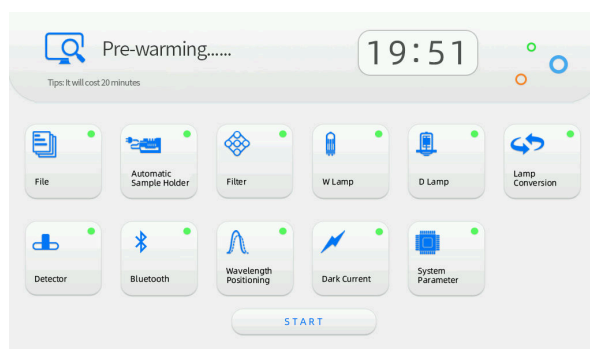 Pre-warming......
19:51
Tips: It will cost 20 minutes
File
Automatic
Sample Holder
Filter
W Lamp
D Lamp
Lamp
Conversion
Detector
Bluetooth
Wavelength
Positioning
Dark Current
System
Parameter
START